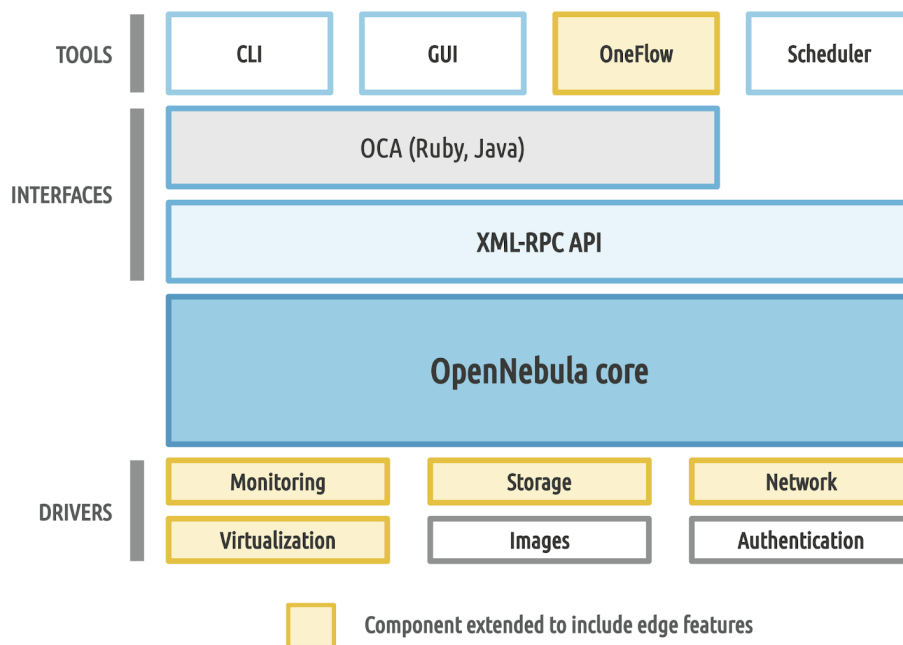 TOOLS
CLI
GUI
OneFlow
Scheduler
INTERFACES
OCA (Ruby, Java)
XML-RPC API
OpenNebula core
DRIVERS
Monitoring
Storage
Network
Virtualization
Images
Authentication
Component extended to include edge features